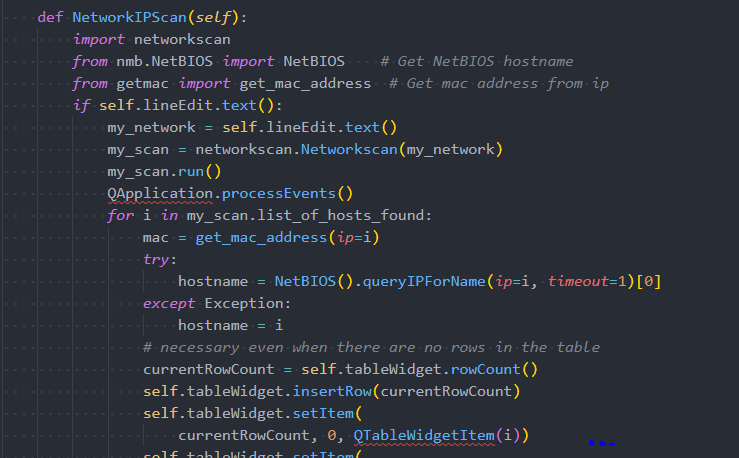 def NetworkIPScan(self):
import networkscan
from nmb.NetBIOS import NetBIOS # Get NetBIOS hostname
from getmac import get_mac_address # Get mac address from ip
if self.lineEdit.text():
my_network = self.lineEdit.text()
my_scan = networkscan.Networkscan(my_network)
my_scan.run()
QApplication.processEvents()
for i in my_scan.list_of_hosts_found:
mac = get_mac_address(ip=i)
try:
hostname = NetBIOS().queryIPForName(ip=i, timeout=1)[0]
except Exception:
hostname = i
# necessary even when there are no rows in the table
currentRowCount = self.tableWidget.rowCount()
self.tableWidget.insertRow(currentRowCount)
self.tableWidget.setItem(
currentRowCount, 0, QTableWidgetItem(i))
self.tableWidget.setItem(